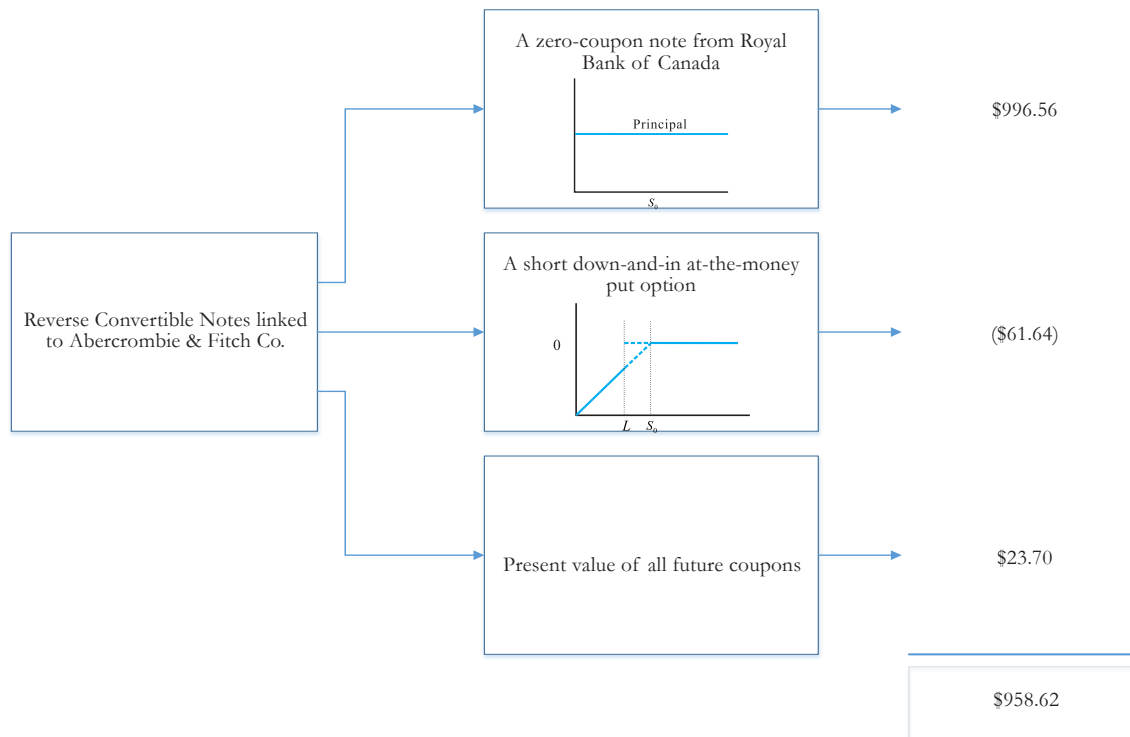 A zero-coupon note from Royal
Bank of Canada
Principal
S₀
$996.56
Reverse Convertible Notes linked
to Abercrombie & Fitch Co.
A short down-and-in at-the-money
put option
0
L S₀
($61.64)
Present value of all future coupons
$23.70
$958.62